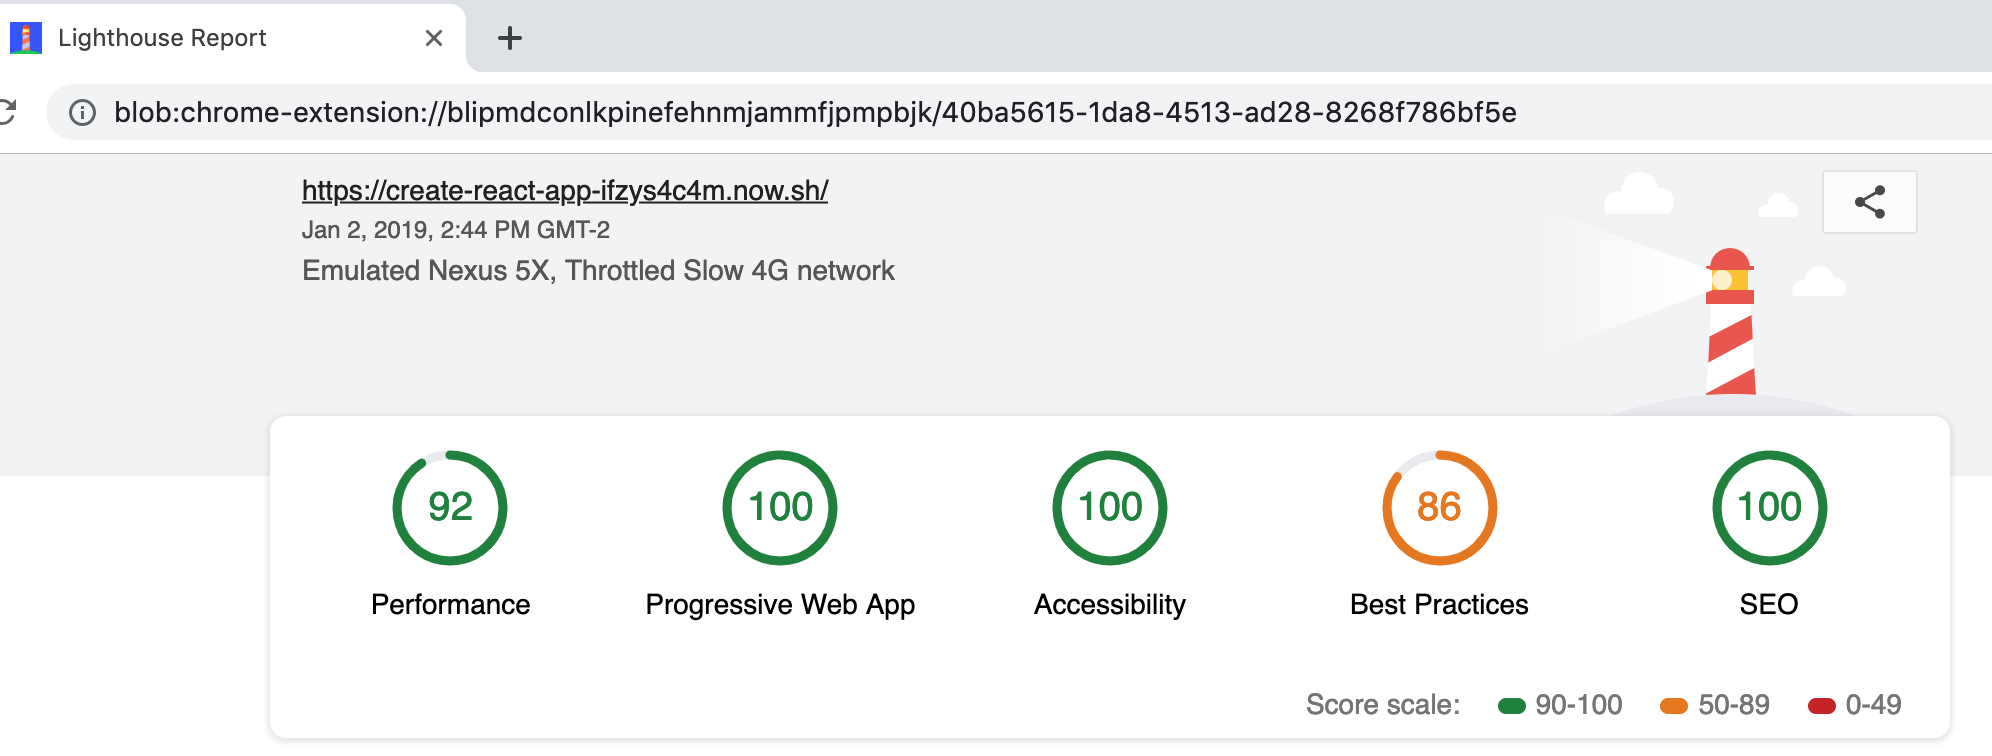 Lighthouse Report
blob:chrome-extension://blipmdconlkpinefehnmjammfjpmpbjk/40ba5615-1da8-4513-ad28-8268f786bf5e
https://create-react-app-ifzys4c4m.now.sh/
Jan 2, 2019, 2:44 PM GMT-2
Emulated Nexus 5X, Throttled Slow 4G network
92 100 100 86 100
Performance Progressive Web App Accessibility Best Practices SEO
Score scale: 90-100 50-89 0-49